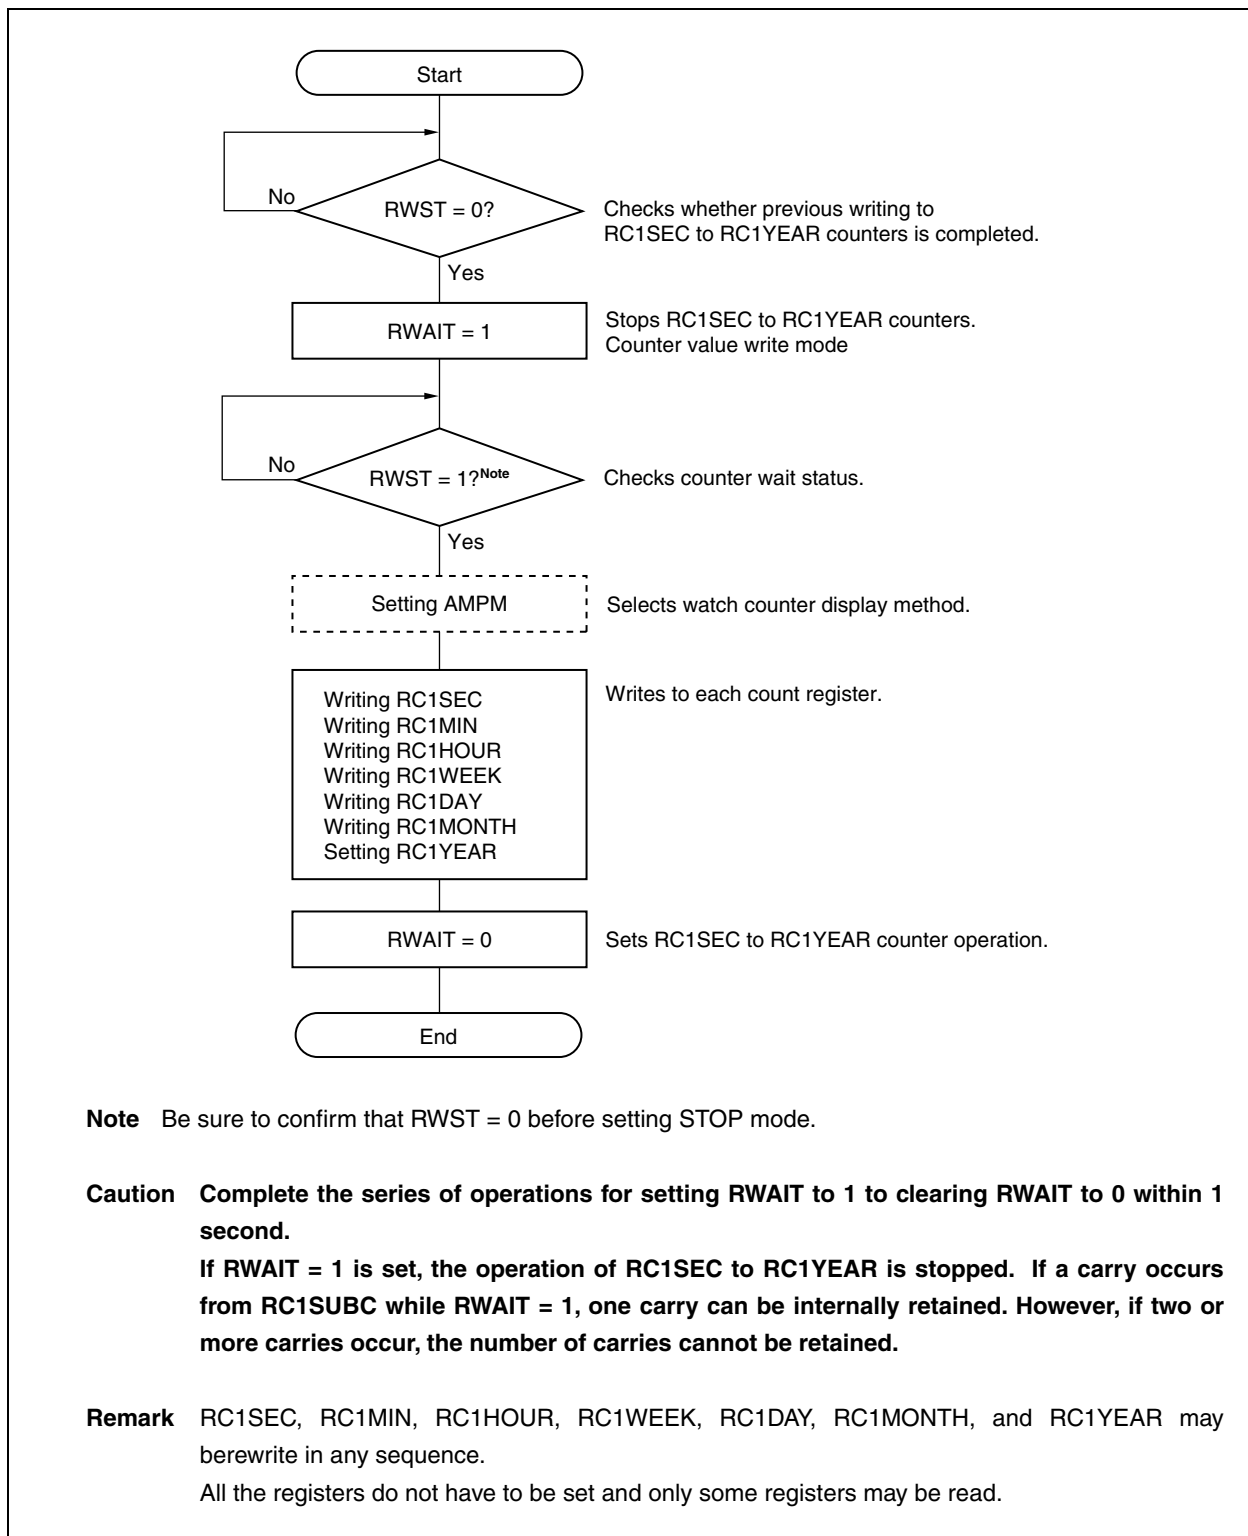 Start
No
RWST = 0?
Checks whether previous writing to
RC1SEC to RC1YEAR counters is completed.
Yes
RWAIT = 1
Stops RC1SEC to RC1YEAR counters.
Counter value write mode
No
RWST = 1?Note
Checks counter wait status.
Yes
Setting AMPM
Selects watch counter display method.
Writing RC1SEC
Writing RC1MIN
Writing RC1HOUR
Writing RC1WEEK
Writing RC1DAY
Writing RC1MONTH
Setting RC1YEAR
Writes to each count register.
RWAIT = 0
Sets RC1SEC to RC1YEAR counter operation.
End
Note Be sure to confirm that RWST = 0 before setting STOP mode.
Caution Complete the series of operations for setting RWAIT to 1 to clearing RWAIT to 0 within 1
second.
If RWAIT = 1 is set, the operation of RC1SEC to RC1YEAR is stopped. If a carry occurs
from RC1SUBC while RWAIT = 1, one carry can be internally retained. However, if two or
more carries occur, the number of carries cannot be retained.
Remark RC1SEC, RC1MIN, RC1HOUR, RC1WEEK, RC1DAY, RC1MONTH, and RC1YEAR may
berewrite in any sequence.
All the registers do not have to be set and only some registers may be read.